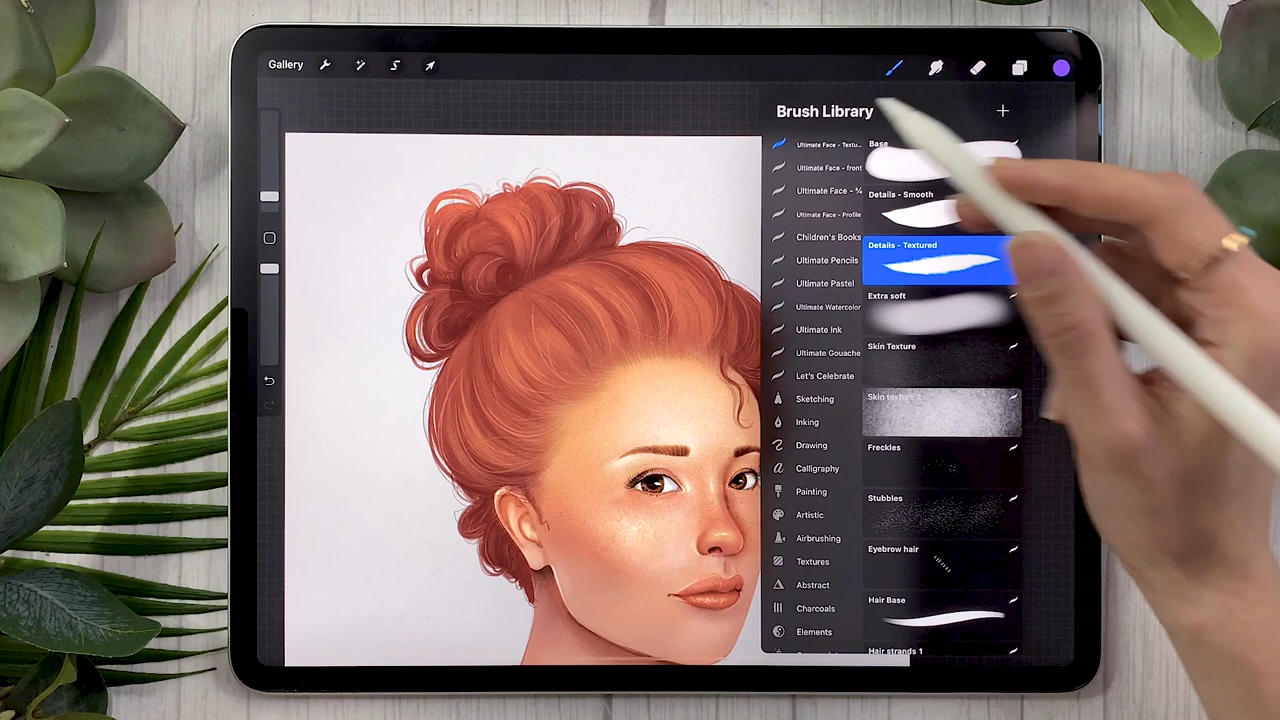 Gallery
Brush Library
Ultimate Face - Textu...
Ultimate Face - front
Ultimate Face - ¾
Ultimate Face - Profile
Children's Books
Ultimate Pencils
Ultimate Pastel
Ultimate Watercolor
Ultimate Ink
Ultimate Gouache
Let's Celebrate
Sketching
Inking
Drawing
Calligraphy
Painting
Artistic
Airbrushing
Textures
Abstract
Charcoals
Elements
Base
Details - Smooth
Details - Textured
Extra soft
Skin Texture
Skin texture 2
Freckles
Stubbles
Eyebrow hair
Hair Base
Hair strands 1